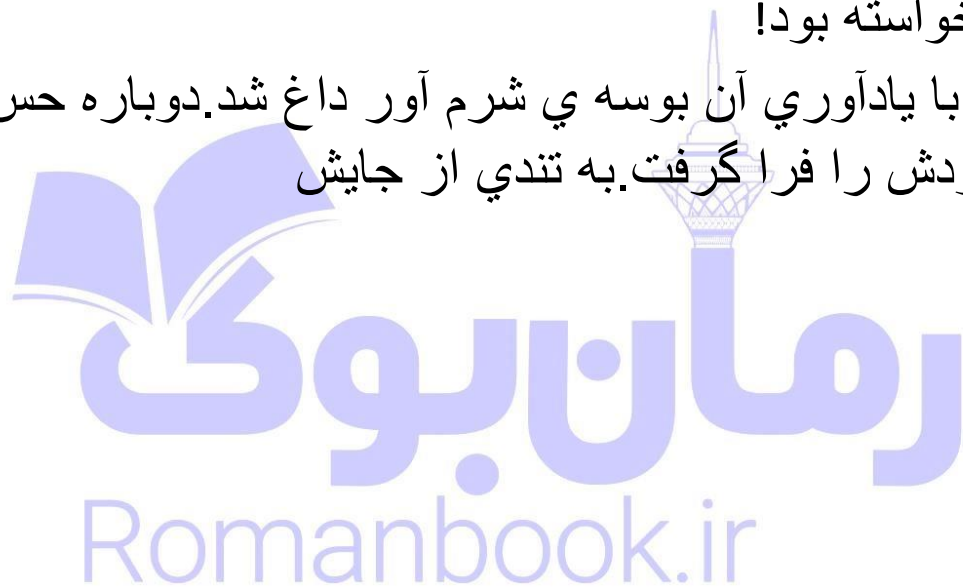 خواسته بود!
با يادآوري آن بوسه ي شرم آور داغ شد.دوباره حس
را فرا گرفت.به تندي از جايش
رمان‌بوک
Romanbook.ir